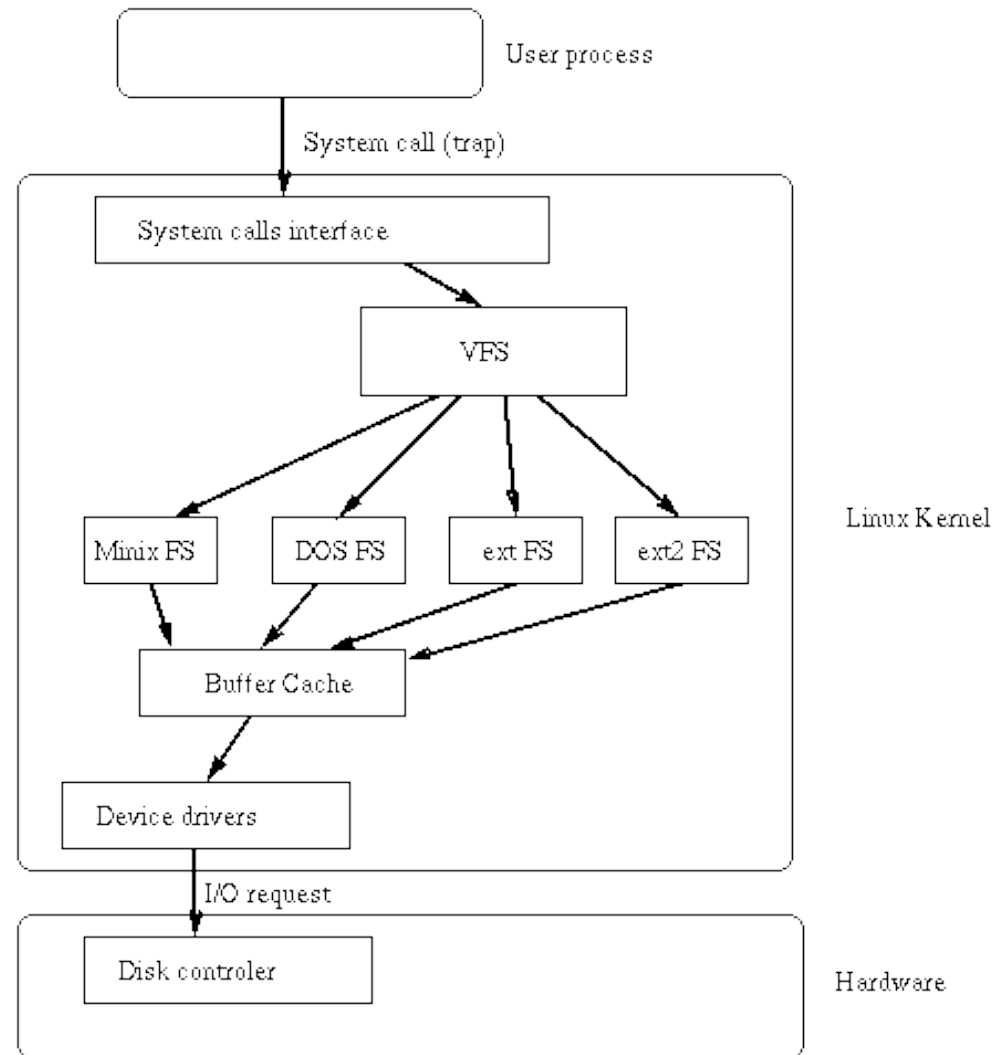 User process
System call (trap)
System calls interface
VFS
Linux Kernel
Minix FS
DOS FS
ext FS
ext2 FS
Buffer Cache
Device drivers
I/O request
Disk controler
Hardware